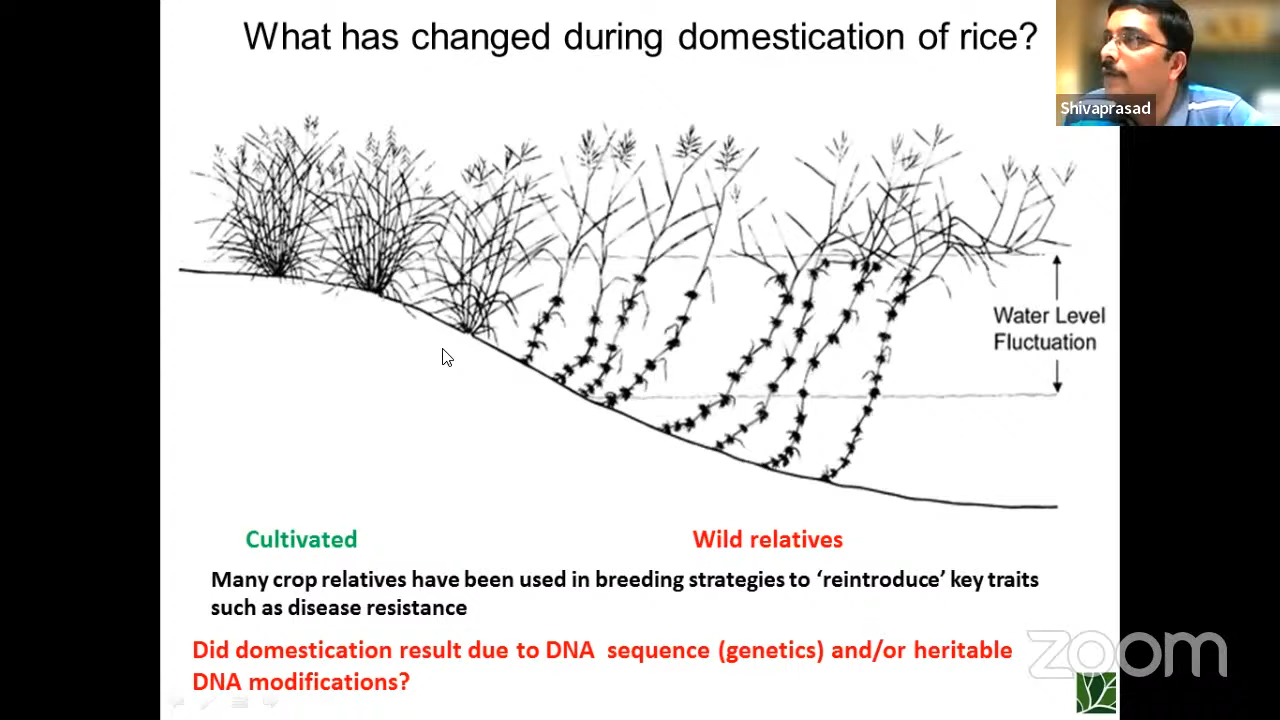 What has changed during domestication of rice?
Shivaprasad
Water Level
Fluctuation
Cultivated
Wild relatives
Many crop relatives have been used in breeding strategies to ‘reintroduce’ key traits
such as disease resistance
Did domestication result due to DNA sequence (genetics) and/or heritable
DNA modifications?
zoom